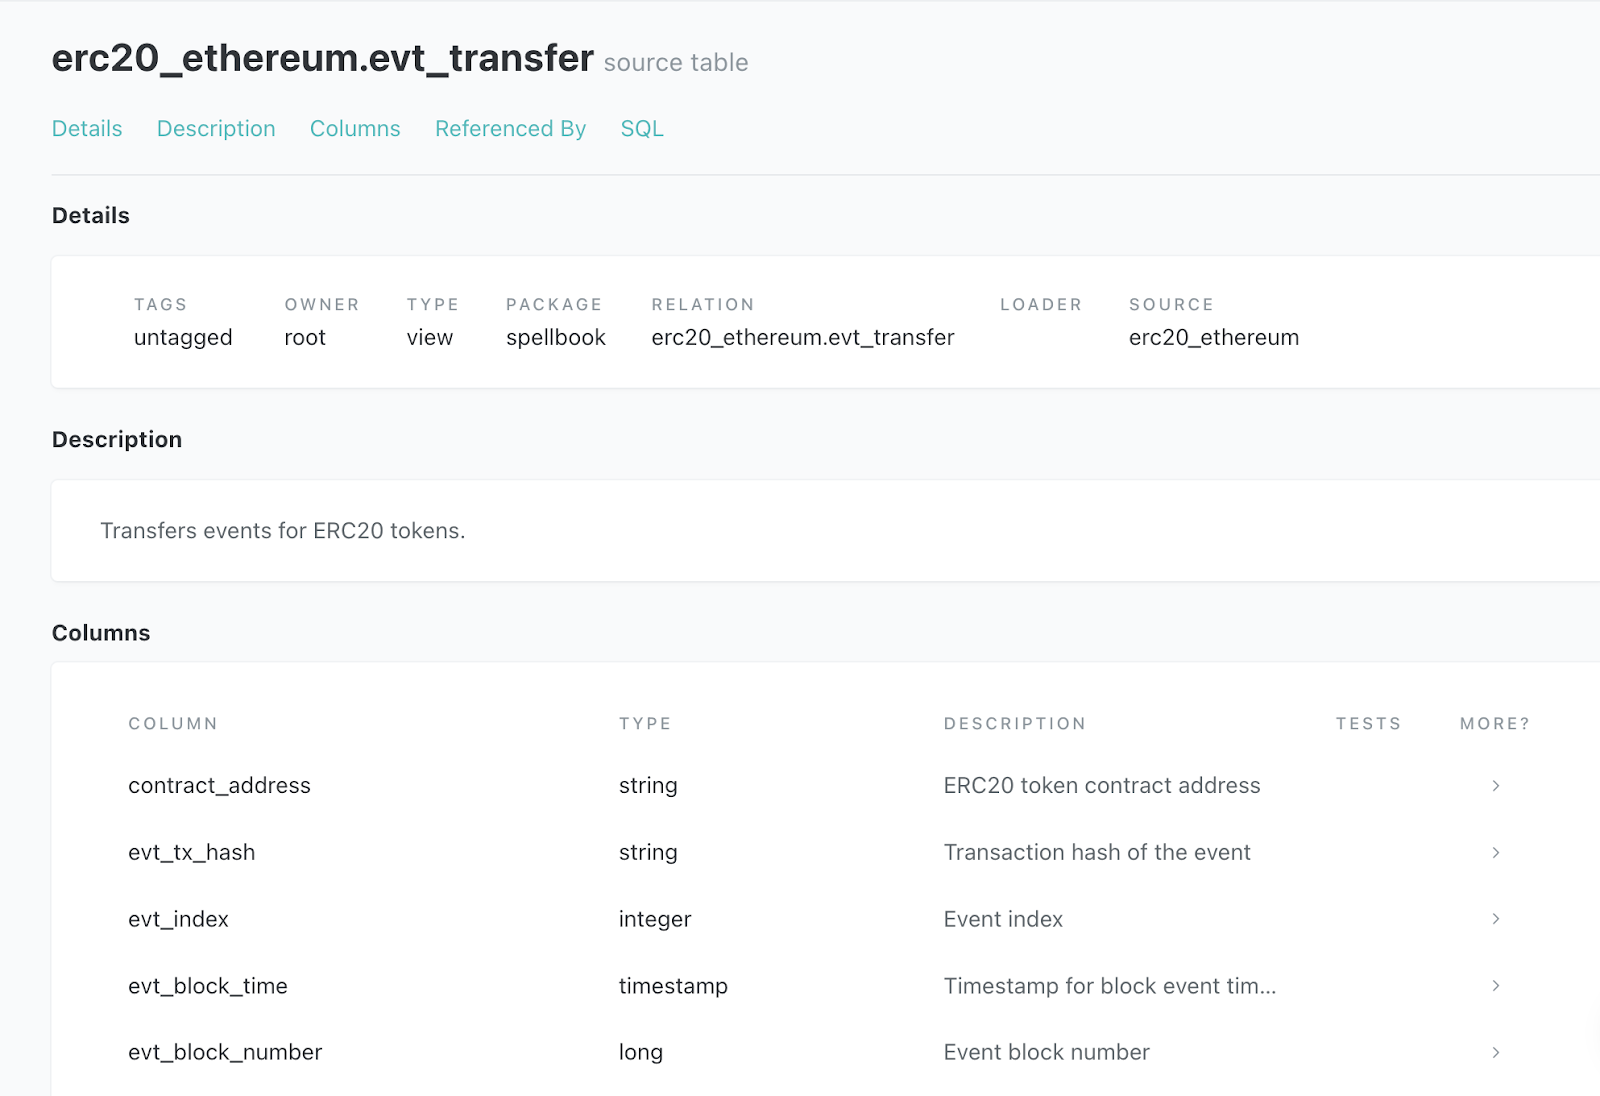 erc20_ethereum.evt_transfer source table
Details Description Columns Referenced By SQL
Details
TAGS OWNER TYPE PACKAGE RELATION LOADER SOURCE
untagged root view spellbook erc20_ethereum.evt_transfer erc20_ethereum
Description
Transfers events for ERC20 tokens.
Columns
COLUMN TYPE DESCRIPTION TESTS MORE?
contract_address string ERC20 token contract address
evt_tx_hash string Transaction hash of the event
evt_index integer Event index
evt_block_time timestamp Timestamp for block event tim...
evt_block_number long Event block number